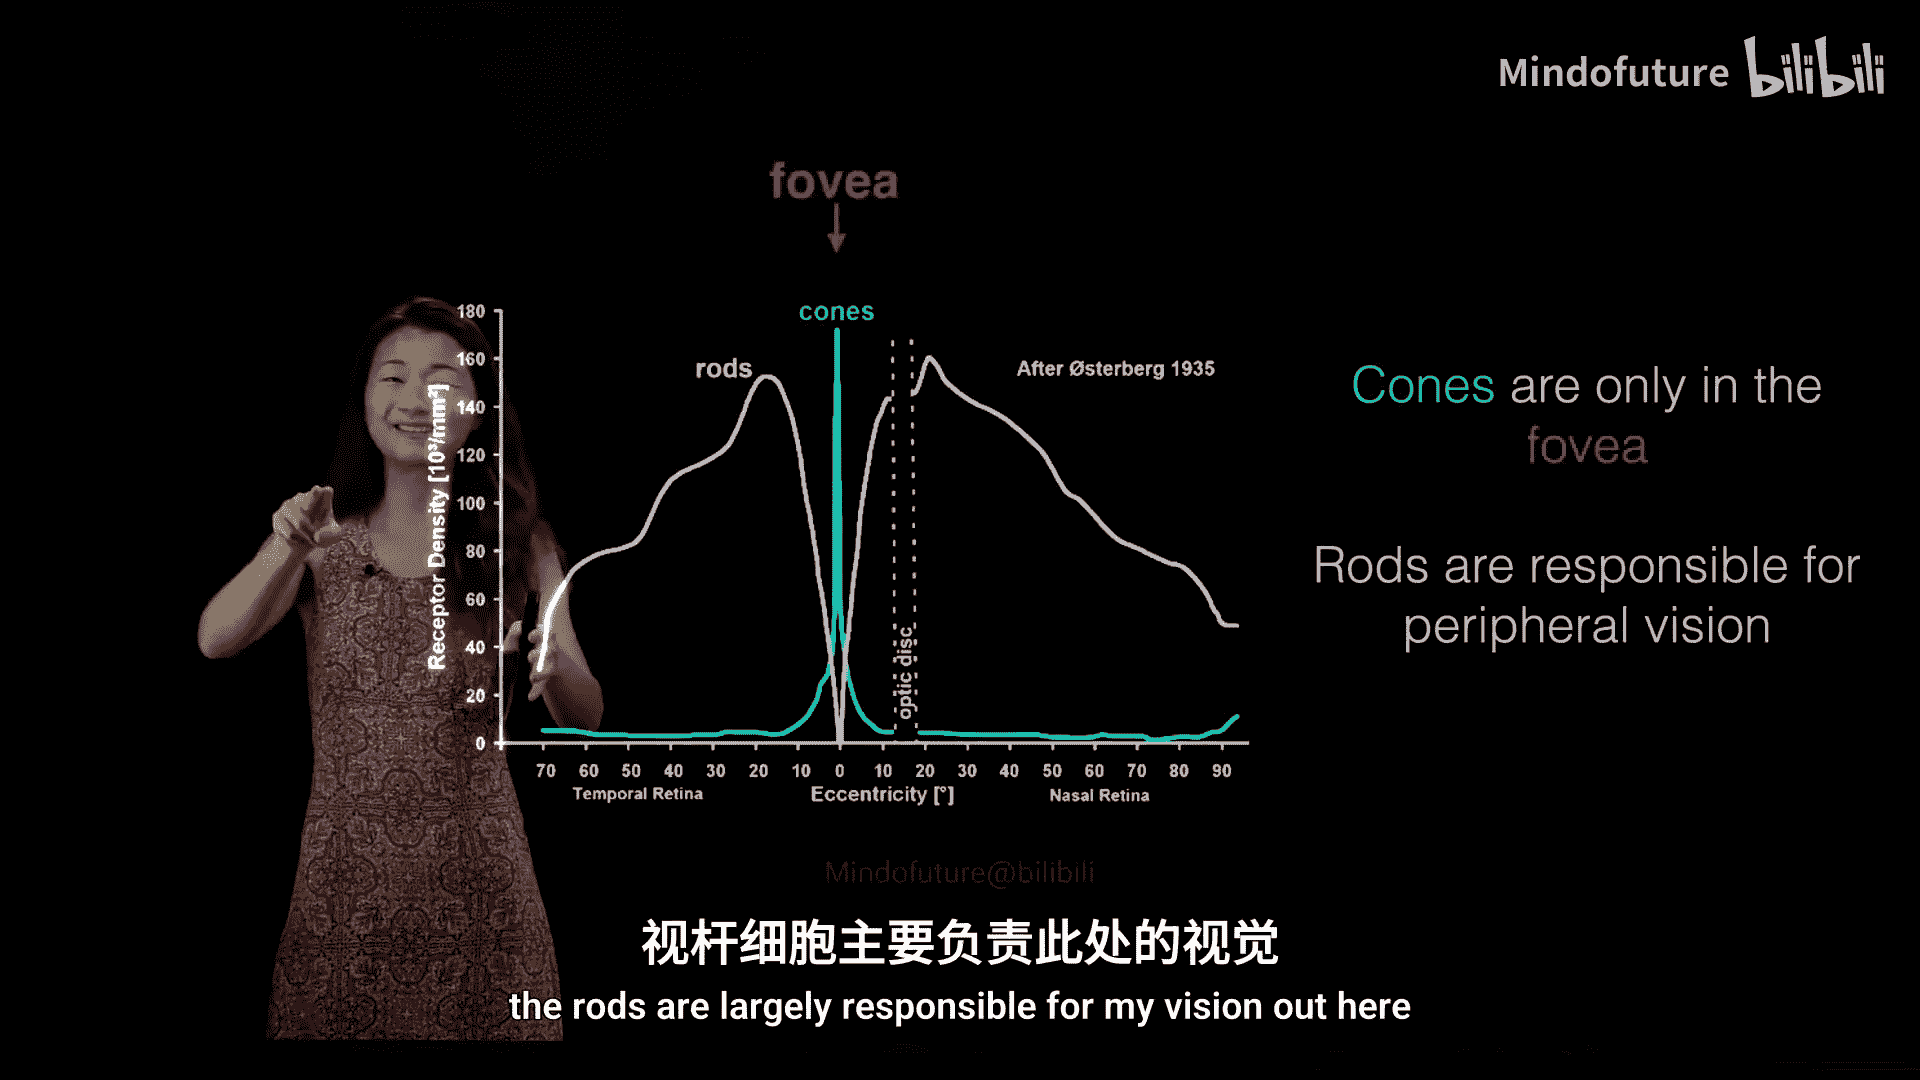 Mindofuture bilibili
fovea
cones
rods
After Østerberg 1935
180
160
140
120
100
80
60
40
20
0
Receptor Density [10³/mm²]
optic disc
70 60 50 40 30 20 10 0 10 20 30 40 50 60 70 80 90
Temporal Retina
Eccentricity [°]
Nasal Retina
Cones are only in the
fovea
Rods are responsible for
peripheral vision
Mindofuture@bilibili
视杆细胞主要负责此处的视觉
the rods are largely responsible for my vision out here